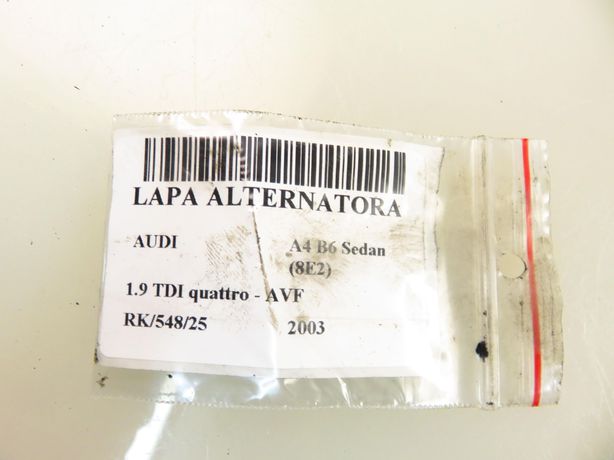 LAPA ALTERNATORA
AUDI A4 B6 Sedan
(8E2)
1.9 TDI quattro - AVF
RK/548/25 2003